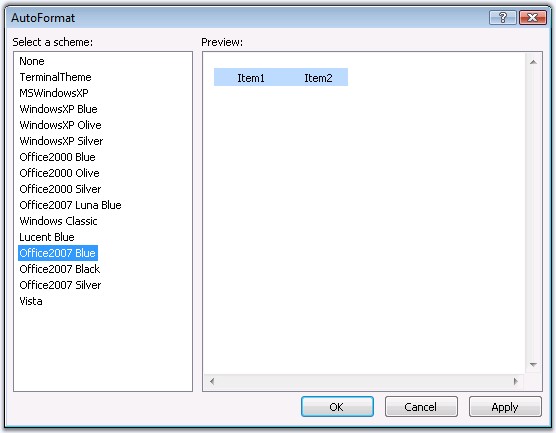 AutoFormat
Select a scheme:
None
TerminalTheme
MSWindowsXP
WindowsXP Blue
WindowsXP Olive
WindowsXP Silver
Office2000 Blue
Office2000 Olive
Office2000 Silver
Office2007 Luna Blue
Windows Classic
Lucent Blue
Office2007 Blue
Office2007 Black
Office2007 Silver
Vista
Preview:
Item1 Item2
OK Cancel Apply